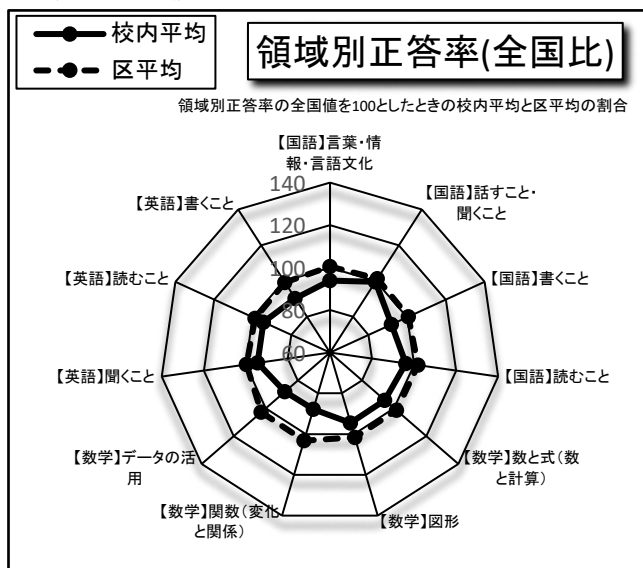 校内平均
区平均
領域別正答率(全国比)
領域別正答率の全国値を100としたときの校内平均と区平均の割合
【国語】言葉・情
報・言語文化
【国語】話すこと・
聞くこと
【国語】書くこと
【国語】読むこと
【数学】数と式(数
と計算)
【数学】図形
【数学】関数(変化
と関係)
【数学】データの活
用
【英語】聞くこと
【英語】読むこと
【英語】書くこと
140
120
100
80
60